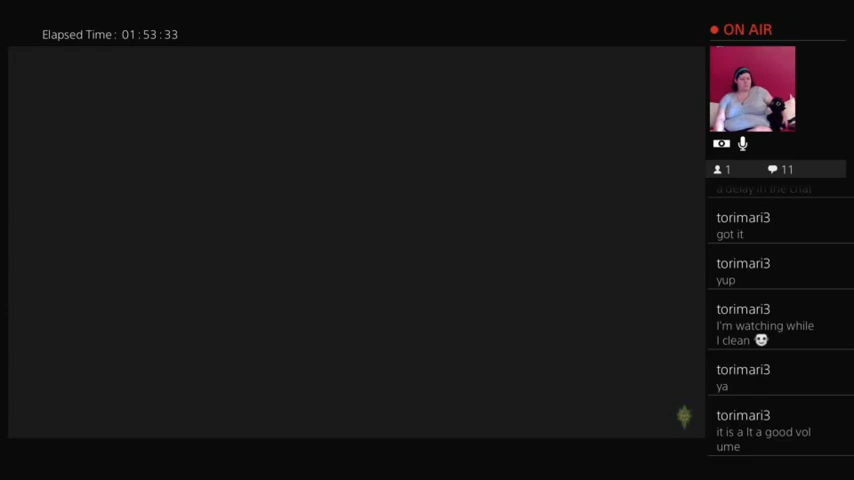 Elapsed Time: 01:53:33
ON AIR
1
11
a delay in the chat
torimari3
got it
torimari3
yup
torimari3
I'm watching while
I clean
torimari3
ya
torimari3
it is a lt a good vol
ume